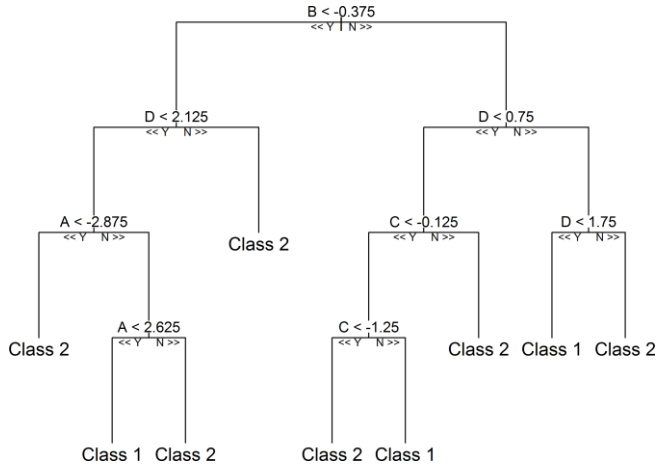 B < -0.375
<< Y N >>
D < 2.125
<< Y N >>
D < 0.75
<< Y N >>
A < -2.875
<< Y N >>
Class 2
C < -0.125
<< Y N >>
D < 1.75
<< Y N >>
Class 2
A < 2.625
<< Y N >>
C < -1.25
<< Y N >>
Class 2
Class 1
Class 2
Class 1
Class 2
Class 2
Class 1